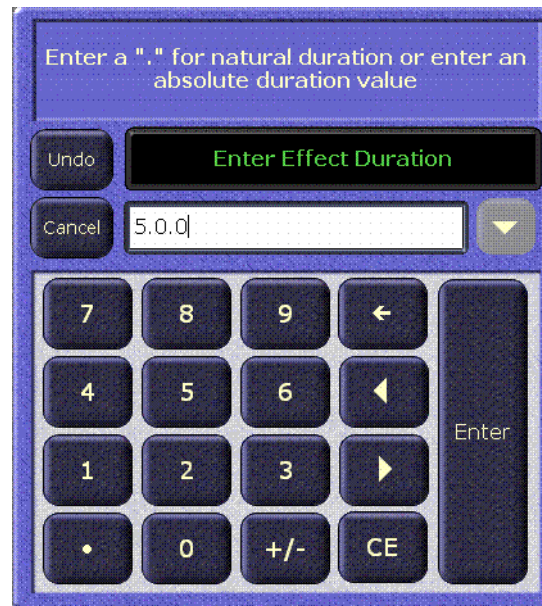 Enter a "." for natural duration or enter an
absolute duration value
Undo
Enter Effect Duration
Cancel
5.0.0
7 8 9 ←
4 5 6 ◀
Enter
1 2 3 ▶
• 0 +/- CE